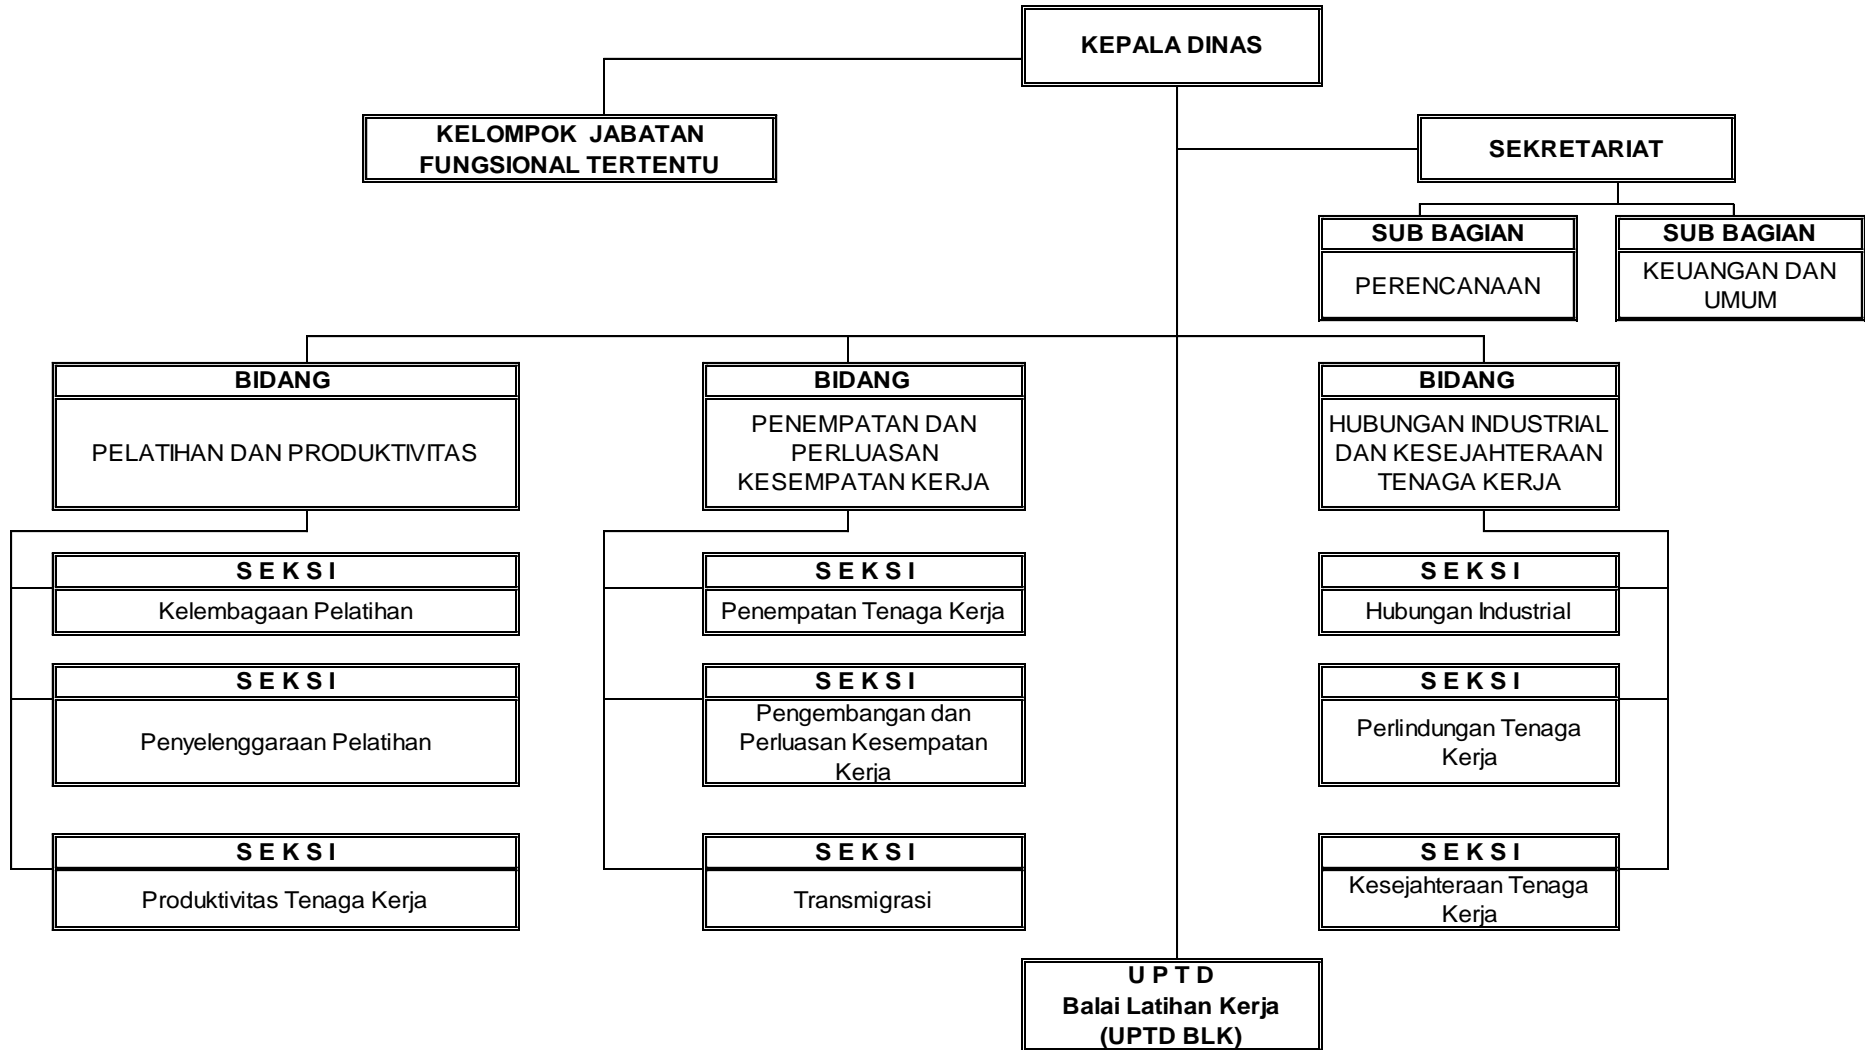 KEPALA DINAS
KELOMPOK JABATAN
FUNGSIONAL TERTENTU
SEKRETARIAT
SUB BAGIAN
PERENCANAAN
SUB BAGIAN
KEUANGAN DAN
UMUM
BIDANG
PELATIHAN DAN PRODUKTIVITAS
BIDANG
PENEMPATAN DAN
PERLUASAN
KESEMPATAN KERJA
BIDANG
HUBUNGAN INDUSTRIAL
DAN KESEJAHTERAAN
TENAGA KERJA
S E K S I
Kelembagaan Pelatihan
S E K S I
Penempatan Tenaga Kerja
S E K S I
Hubungan Industrial
S E K S I
Penyelenggaraan Pelatihan
S E K S I
Pengembangan dan
Perluasan Kesempatan
Kerja
S E K S I
Perlindungan Tenaga
Kerja
S E K S I
Produktivitas Tenaga Kerja
S E K S I
Transmigrasi
S E K S I
Kesejahteraan Tenaga
Kerja
U P T D
Balai Latihan Kerja
(UPTD BLK)